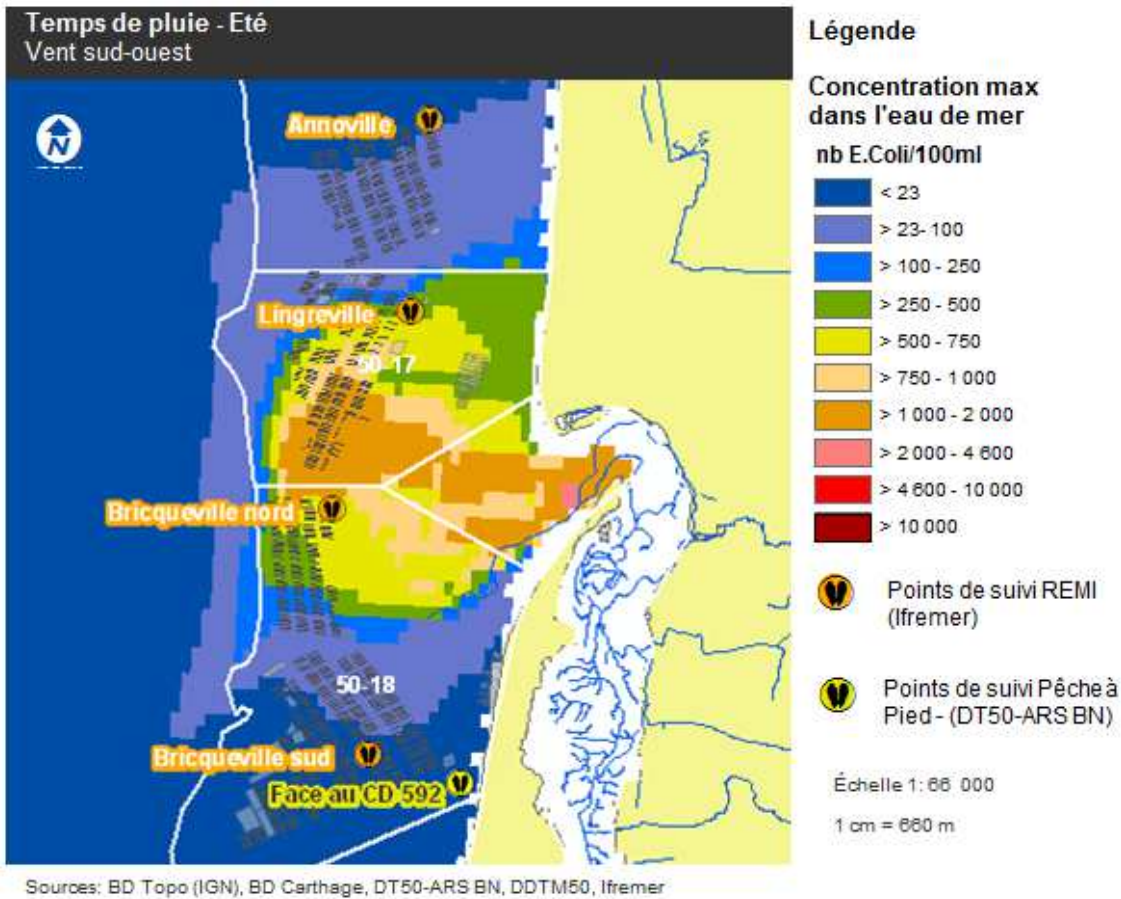 Temps de pluie - Eté
Vent sud-ouest
N
Annoville
Lingreville
50-17
Bricqueville nord
50-18
Bricqueville sud
Face au CD 592
Légende
Concentration max
dans l'eau de mer
nb E.Coli/100ml
< 23
> 23- 100
> 100 - 250
> 250 - 500
> 500 - 750
> 750 - 1 000
> 1 000 - 2 000
> 2 000 - 4 600
> 4 600 - 10 000
> 10 000
Points de suivi REMI
(Ifremer)
Points de suivi Pêche à
Pied - (DT50-ARS BN)
Échelle 1: 66 000
1 cm = 660 m
Sources: BD Topo (IGN), BD Carthage, DT50-ARS BN, DDTM50, Ifremer